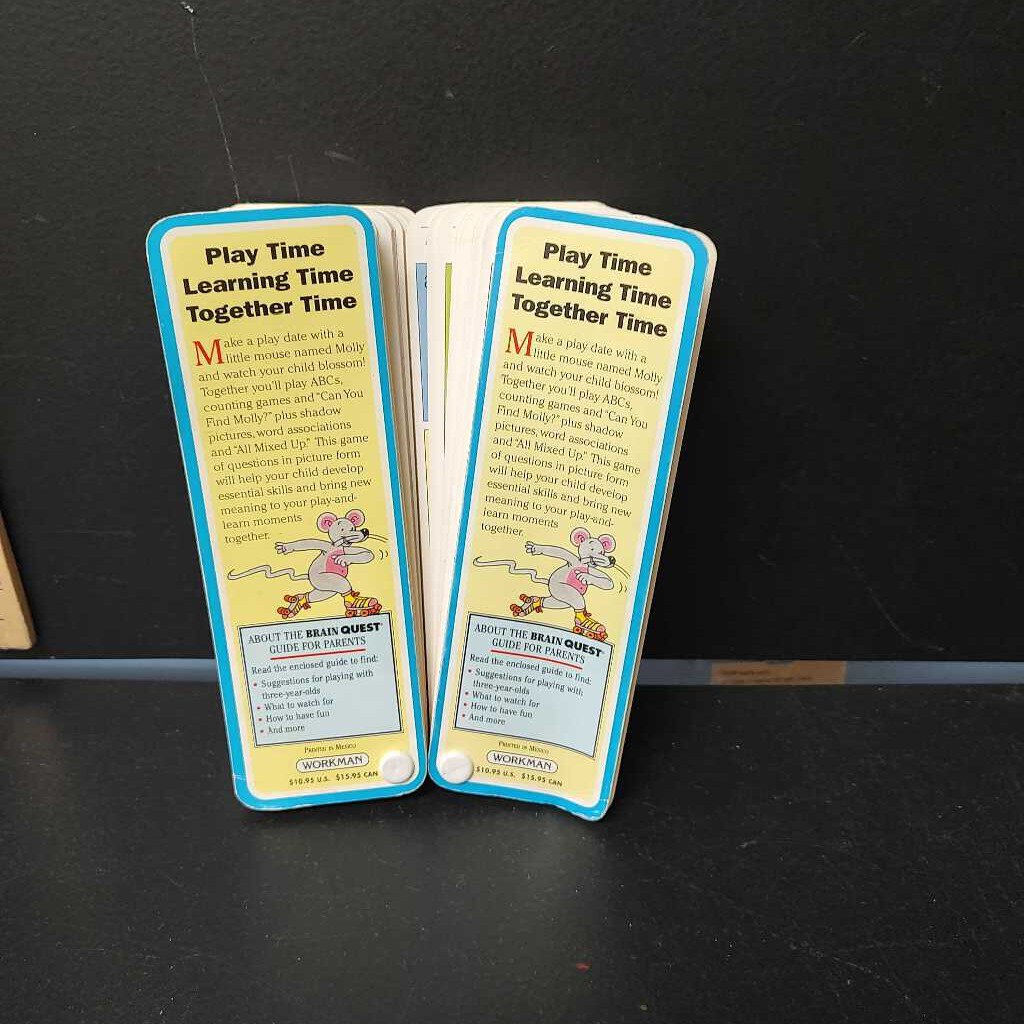 Play Time
Learning Time
Together Time
Make a play date with a
little mouse named Molly
and watch your child blossom!
Together you'll play ABCs,
counting games and "Can You
Find Molly?" plus shadow
pictures, word associations
and "All Mixed Up." This game
of questions in picture form
will help your child develop
essential skills and bring new
meaning to your play-and-
learn moments
together.
ABOUT THE BRAIN QUEST
GUIDE FOR PARENTS
Read the enclosed guide to find:
• Suggestions for playing with
three-year-olds
• What to watch for
• How to have fun
• And more
PRINTED IN MEXICO
WORKMAN
$10.95 U.S. $15.95 CAN
Play Time
Learning Time
Together Time
Make a play date with a
little mouse named Molly
and watch your child blossom!
Together you'll play ABCs,
counting games and "Can You
Find Molly?" plus shadow
pictures, word associations
and "All Mixed Up." This game
of questions in picture form
will help your child develop
essential skills and bring new
meaning to your play-and-
learn moments
together.
ABOUT THE BRAIN QUEST
GUIDE FOR PARENTS
Read the enclosed guide to find:
• Suggestions for playing with
three-year-olds
• What to watch for
• How to have fun
• And more
PRINTED IN MEXICO
WORKMAN
$10.95 U.S. $15.95 CAN